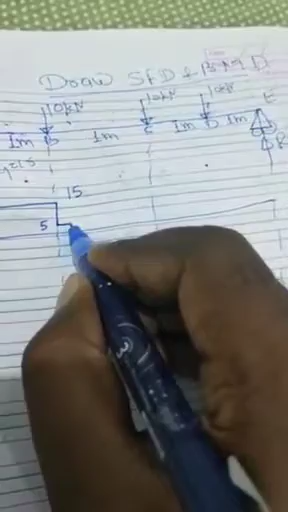 Draw SFD & BMD
10kN 10kN 10kN E
1m B 1m C 1m D 1m
R
15
5